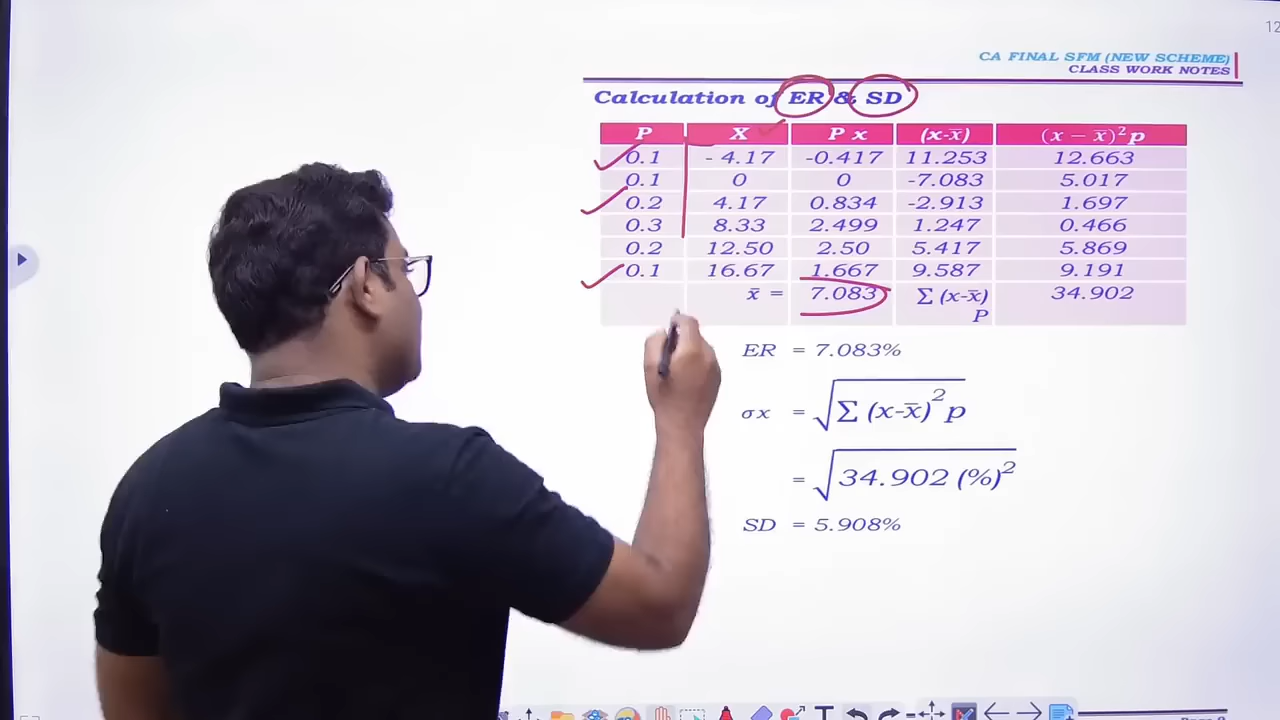 12
CA FINAL SFM (NEW SCHEME)
CLASS WORK NOTES
Calculation of ER & SD
P X P x (x-x̄) (x − x̄)²p
0.1 - 4.17 -0.417 11.253 12.663
0.1 0 0 -7.083 5.017
0.2 4.17 0.834 -2.913 1.697
0.3 8.33 2.499 1.247 0.466
0.2 12.50 2.50 5.417 5.869
0.1 16.67 1.667 9.587 9.191
x̄ = 7.083 Σ (x-x̄) 34.902
P
ER = 7.083%
σx = √Σ (x-x̄)² p
= √34.902 (%)²
SD = 5.908%